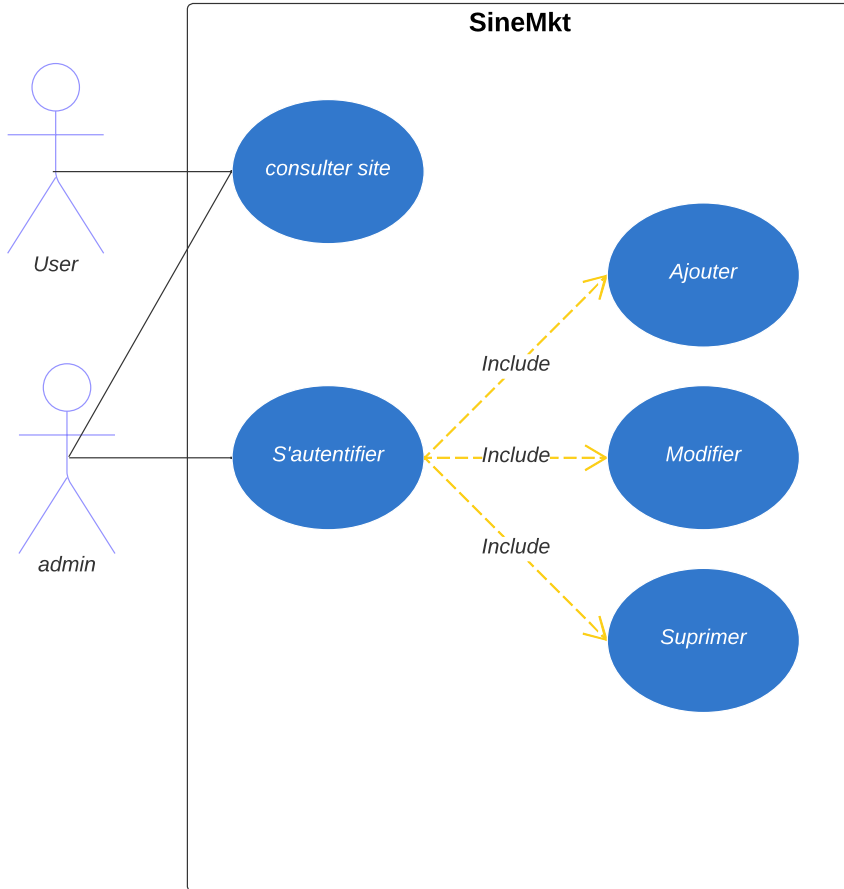 SineMkt
consulter site
User
Ajouter
Include
S'autentifier
Include
Modifier
Include
admin
Suprimer